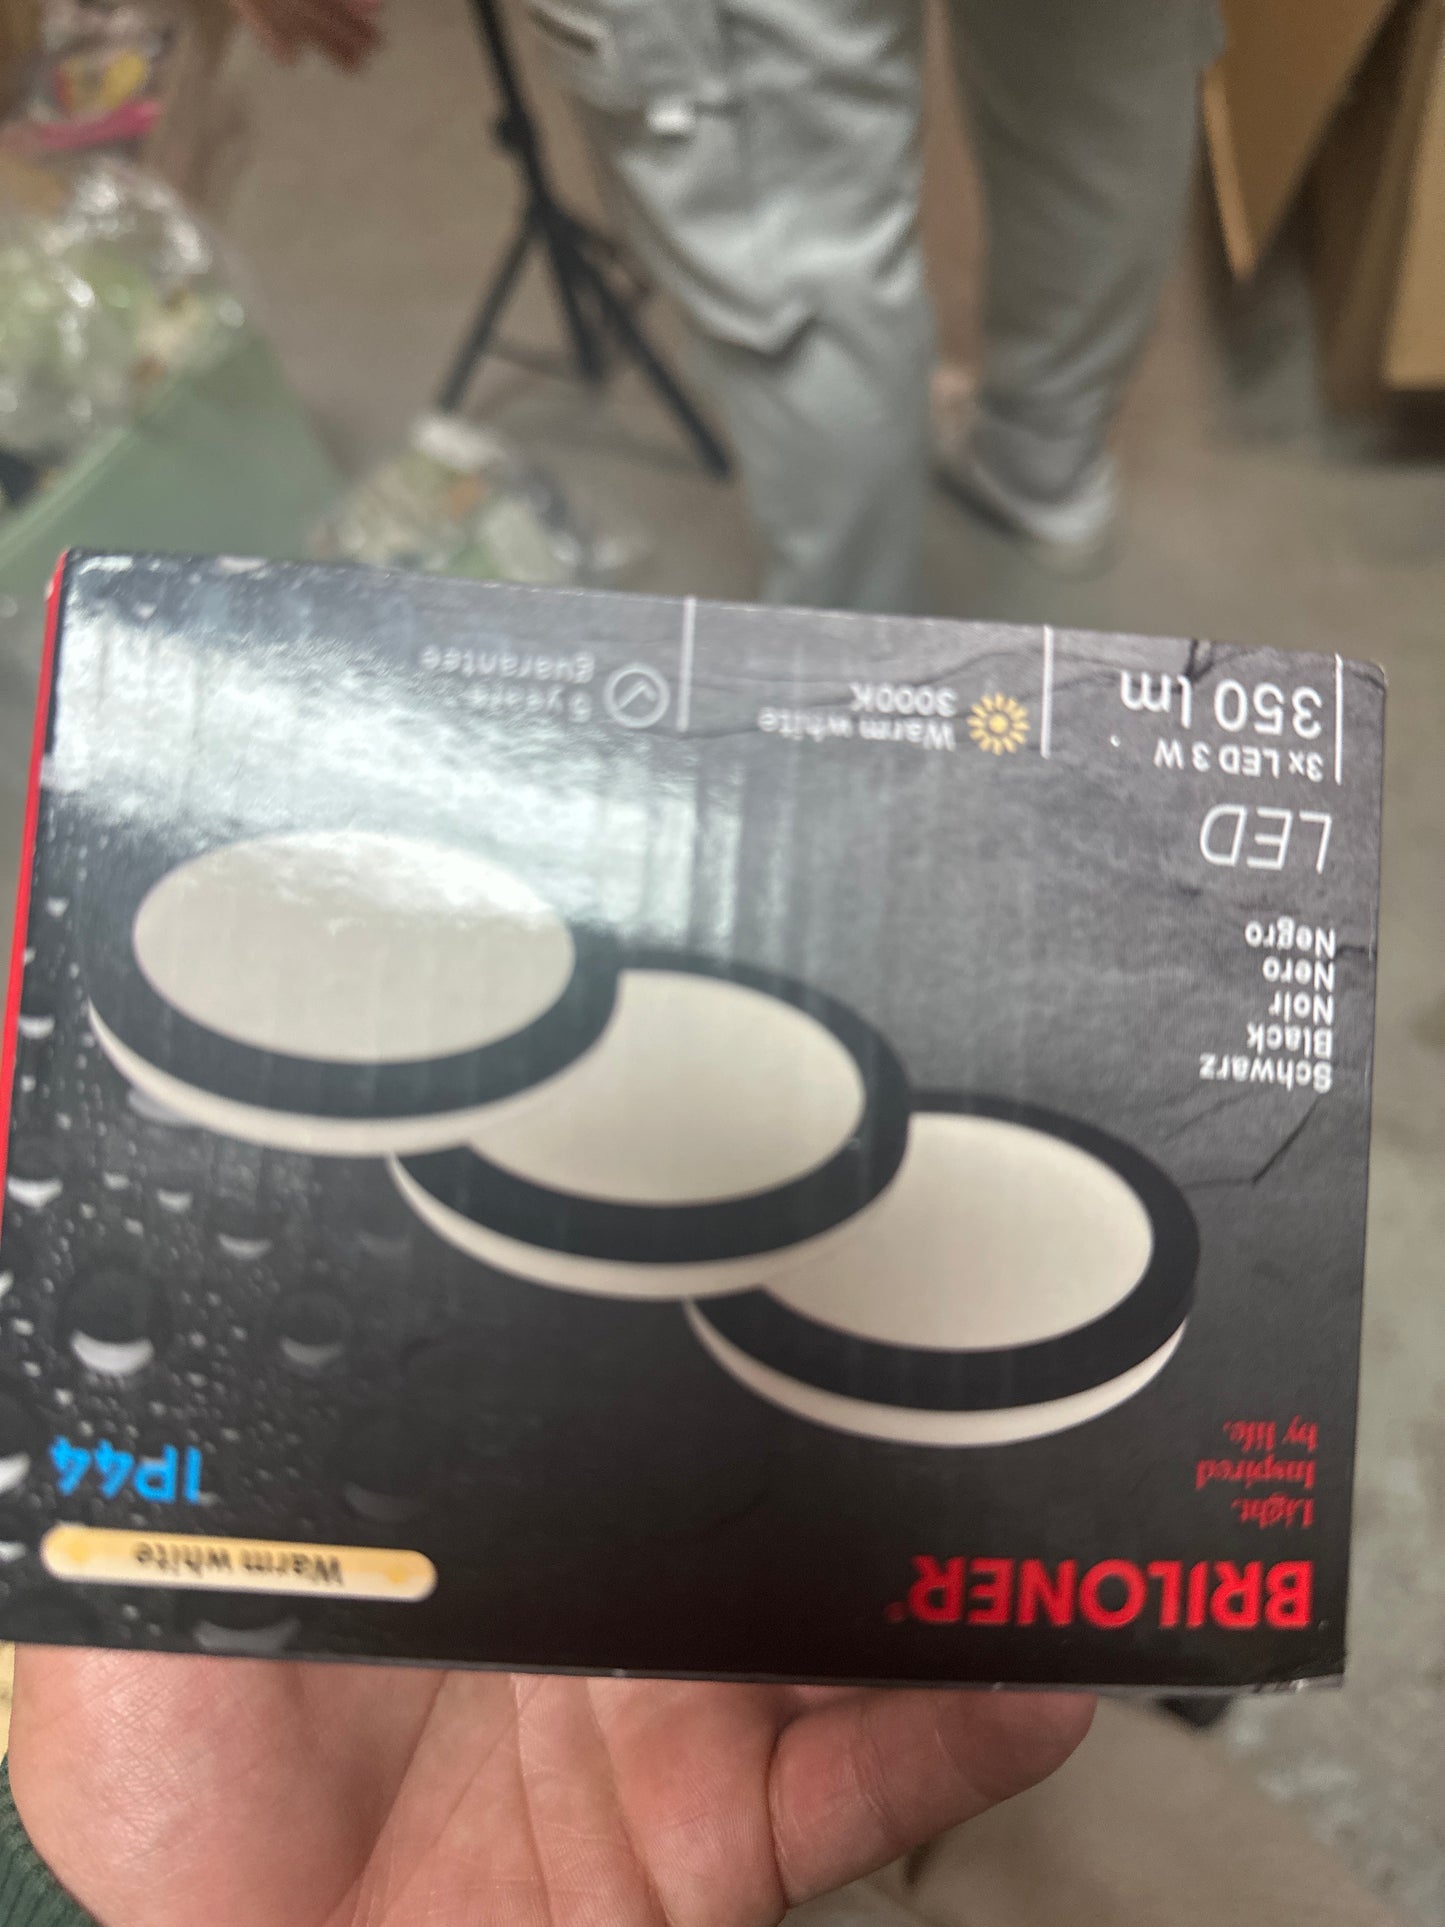 BRILONER®
Light.
Inspired
by life.
Warm white
IP44
Schwarz
Black
Noir
Nero
Negro
LED
3x LED 3 W
350 lm
Warm white
3000K
5 years
guarantee